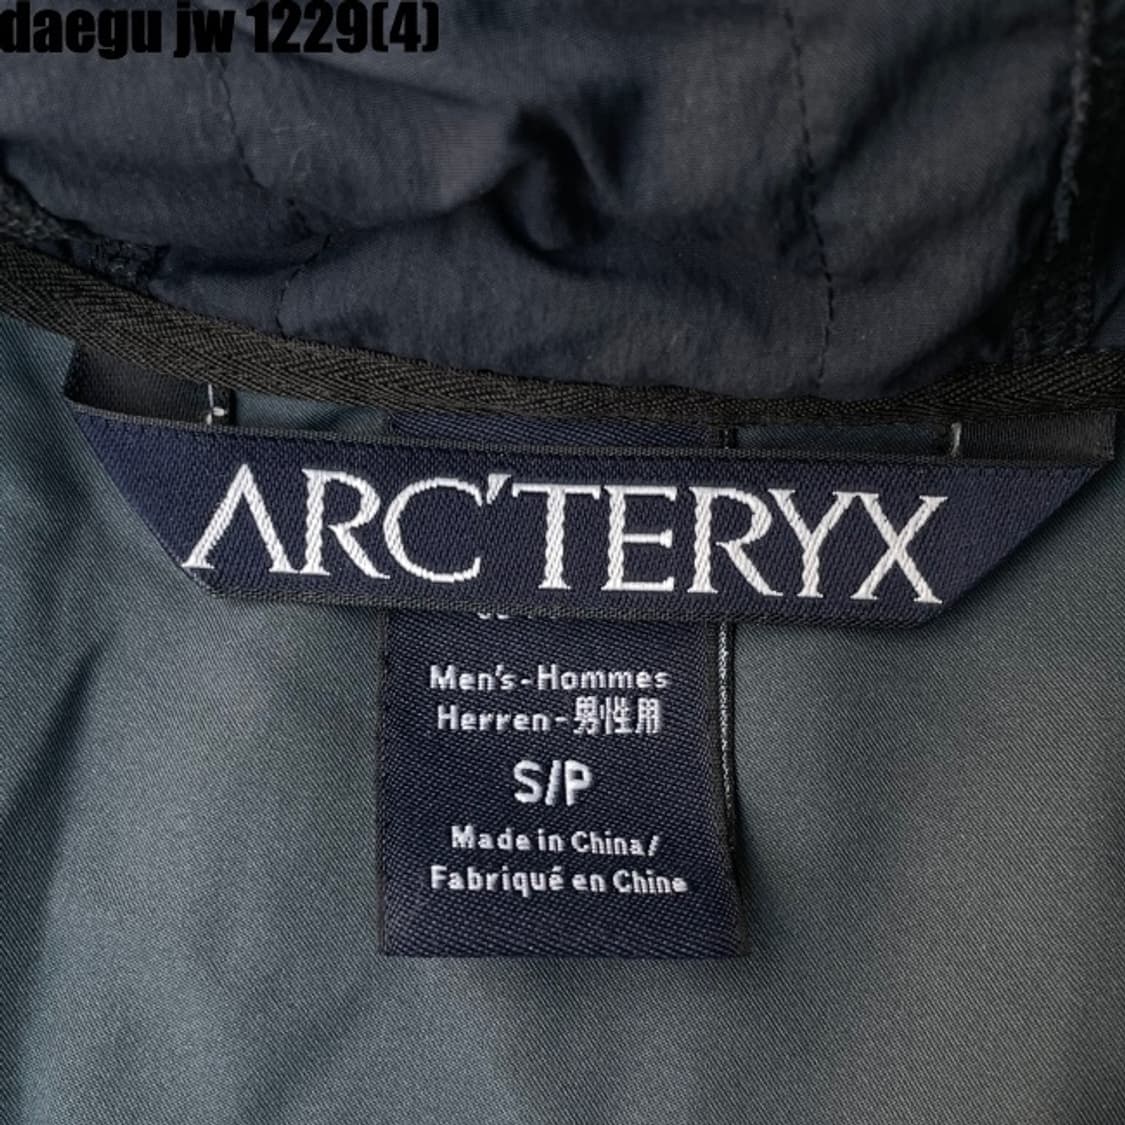 daegu jw 1229(4)
ARC'TERYX
Men's-Hommes
Herren-男性用
S/P
Made in China/
Fabriqué en Chine